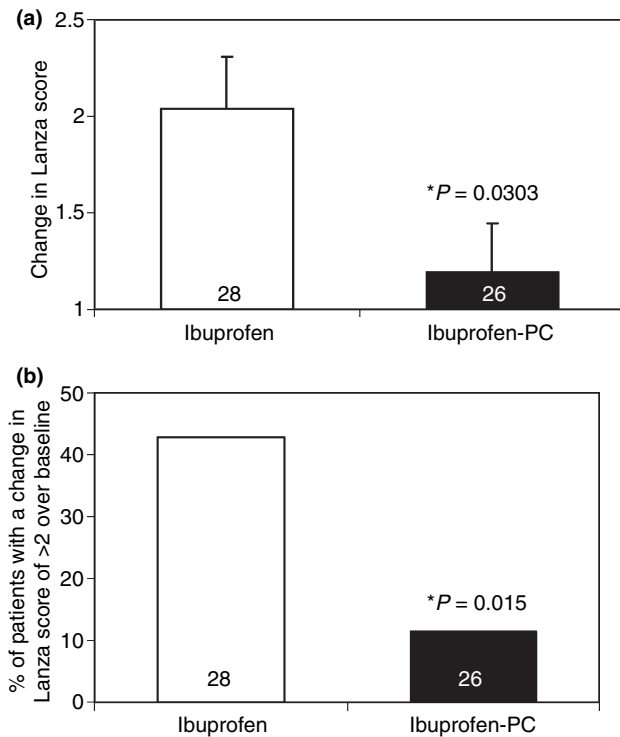 (a)
Change in Lanza score
2.5
2
1.5
1
*P = 0.0303
28
26
Ibuprofen
Ibuprofen-PC
(b)
% of patients with a change in
Lanza score of >2 over baseline
50
40
30
20
10
0
*P = 0.015
28
26
Ibuprofen
Ibuprofen-PC